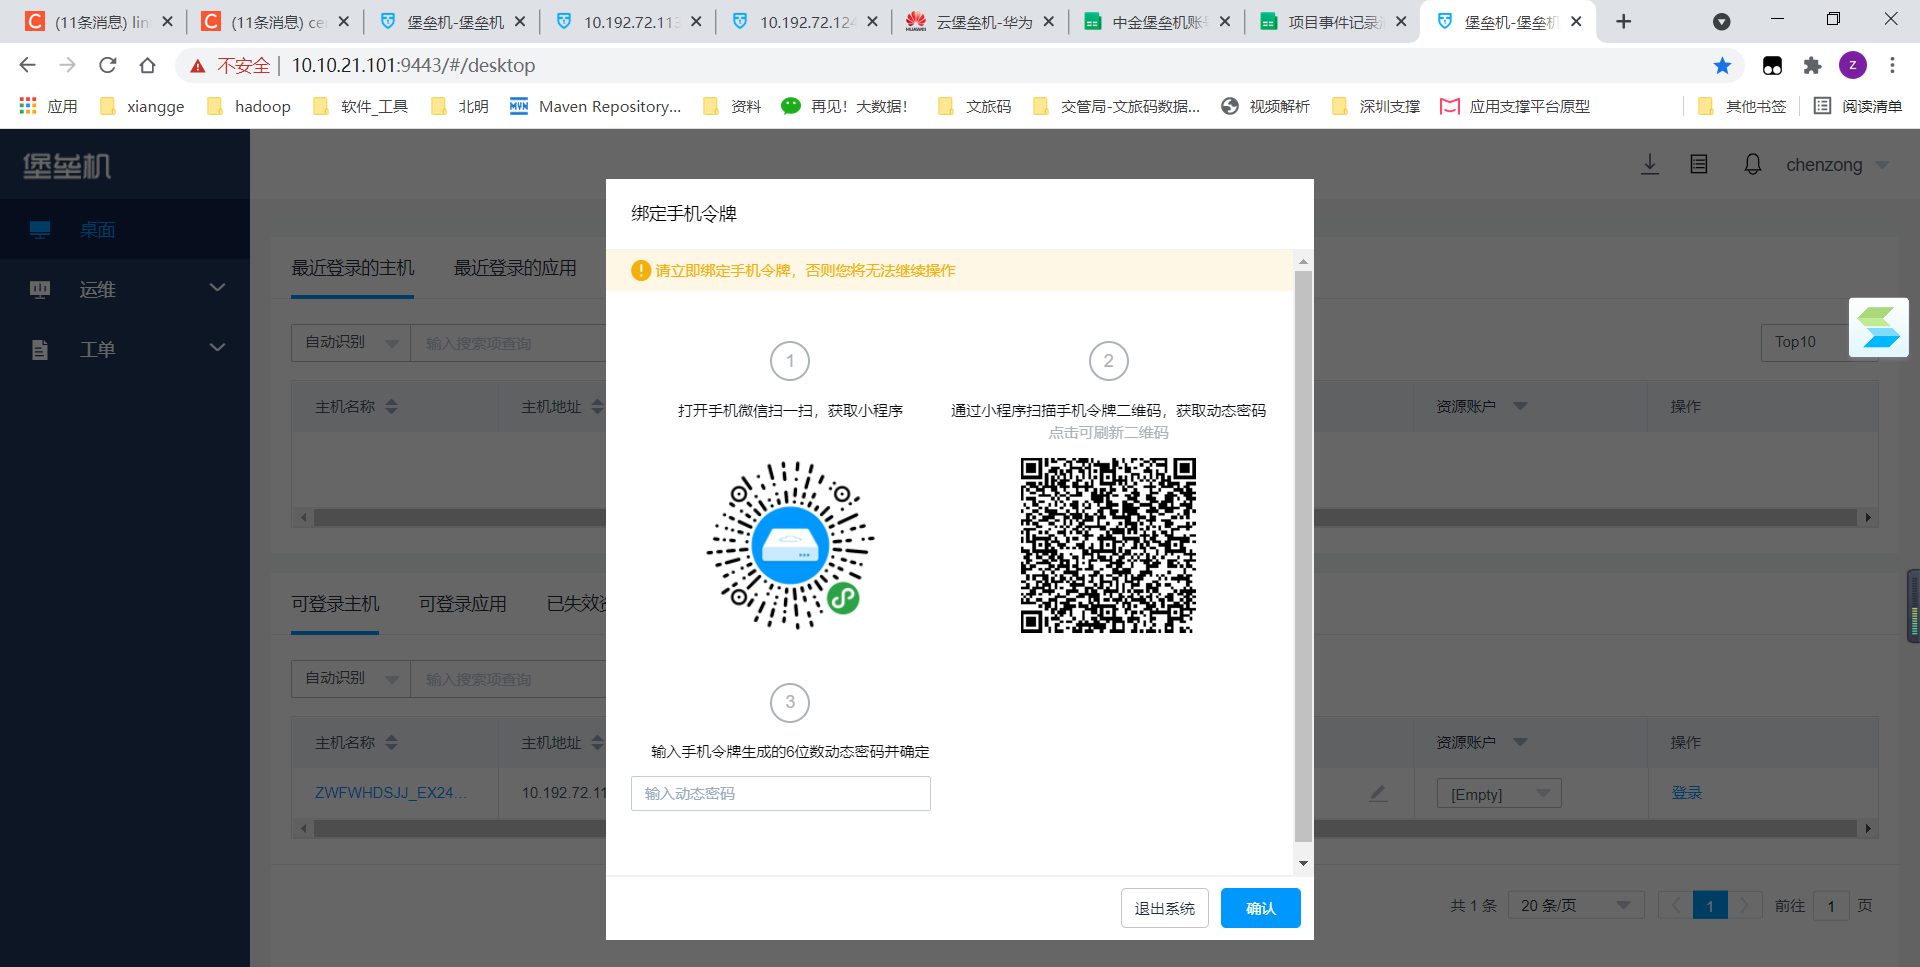 (11条消息) lin
(11条消息) ce
堡垒机-堡垒机
10.192.72.113
10.192.72.124
云堡垒机-华为
中金堡垒机账号
项目事件记录
堡垒机-堡垒机
不安全 | 10.10.21.101:9443/#/desktop
Z
应用
xiangge
hadoop
软件_工具
北明
MVN
Maven Repository...
资料
再见！大数据！
文旅码
交管局-文旅码数据...
视频解析
深圳支撑
应用支撑平台原型
其他书签
阅读清单
堡垒机
chenzong
桌面
运维
工单
最近登录的主机
最近登录的应用
自动识别
输入搜索项查询
Top10
主机名称
主机地址
资源账户
操作
可登录主机
可登录应用
已失效
自动识别
输入搜索项查询
主机名称
主机地址
资源账户
操作
ZWFWHDSJJ_EX24...
10.192.72.11
[Empty]
登录
共 1 条
20 条/页
1
前往
1
页
绑定手机令牌
请立即绑定手机令牌，否则您将无法继续操作
1
打开手机微信扫一扫，获取小程序
2
通过小程序扫描手机令牌二维码，获取动态密码
点击可刷新二维码
3
输入手机令牌生成的6位数动态密码并确定
输入动态密码
退出系统
确认